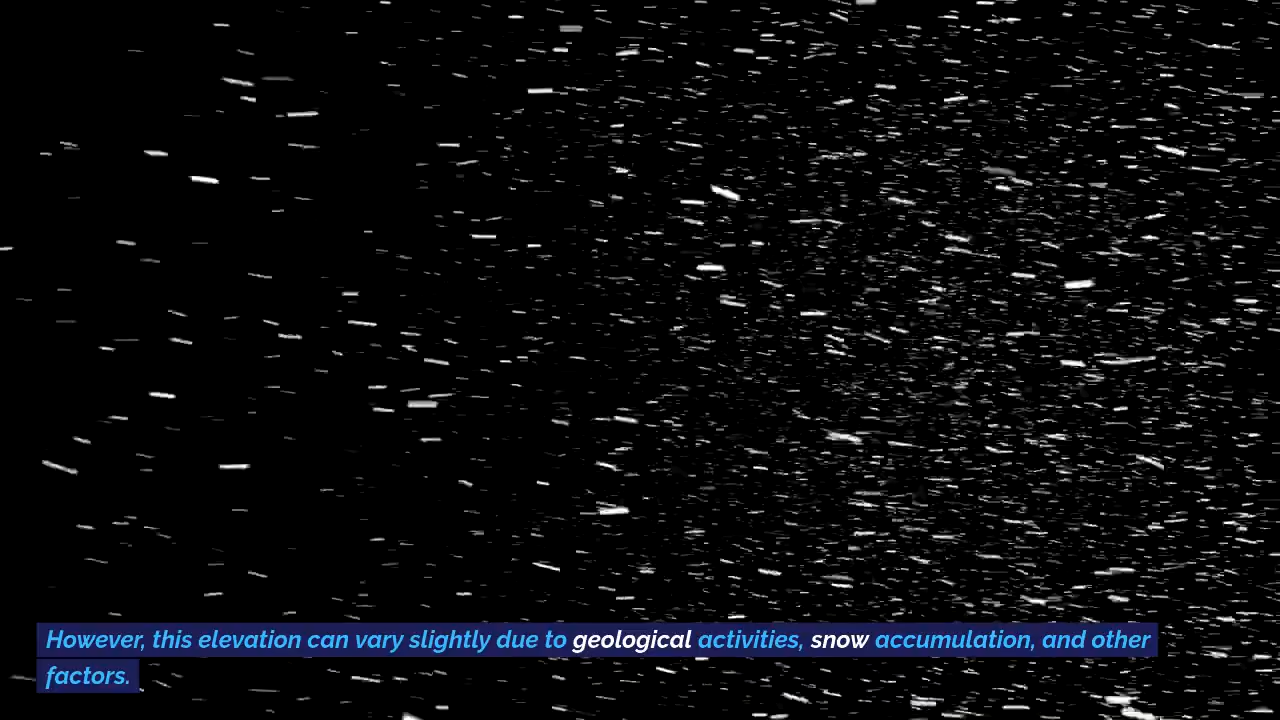 However, this elevation can vary slightly due to geological activities, snow accumulation, and other
factors.